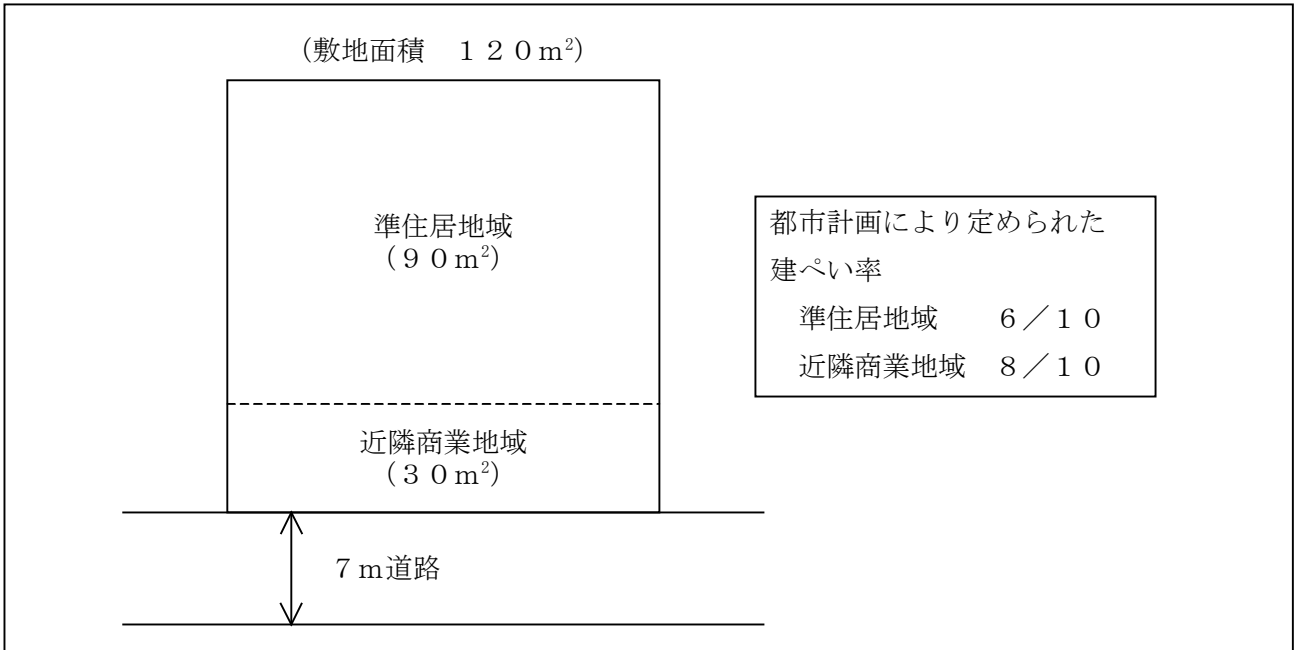 (敷地面積　１２０m²)
準住居地域
(９０m²)
都市計画により定められた
建ぺい率
準住居地域　　６／１０
近隣商業地域　８／１０
近隣商業地域
(３０m²)
７m道路